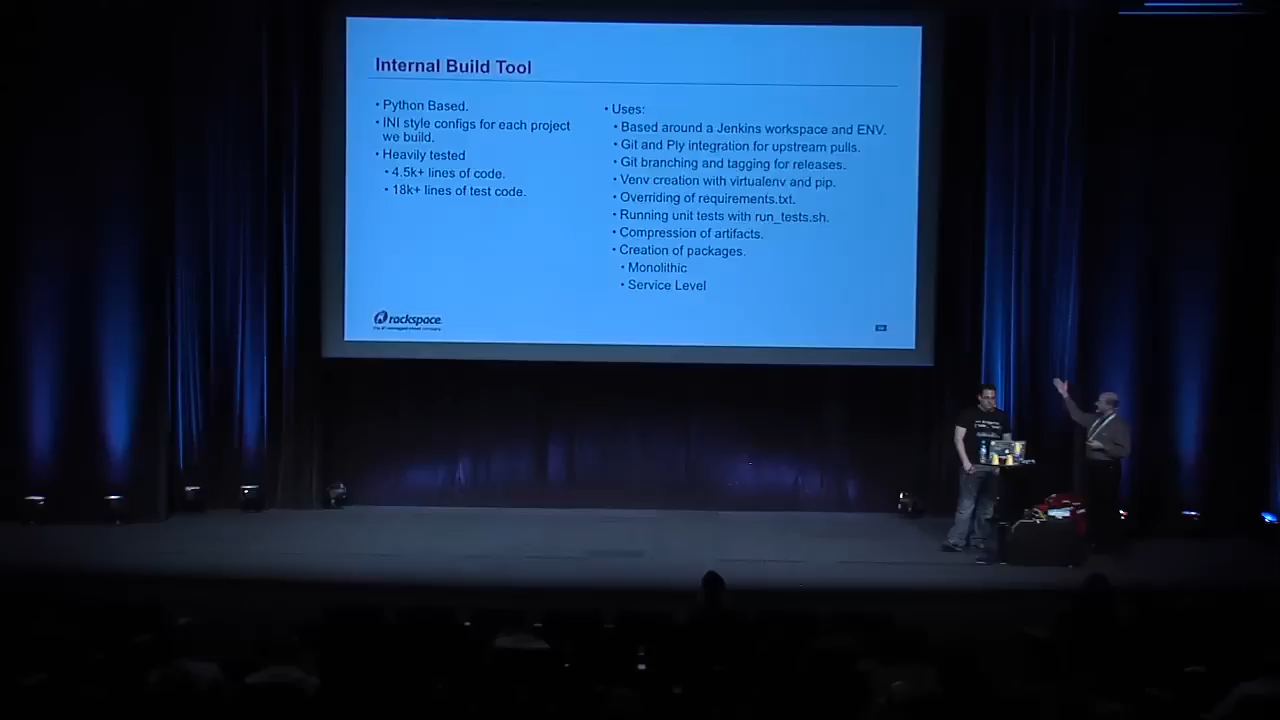 Internal Build Tool
• Python Based.
• INI style configs for each project
we build.
• Heavily tested
• 4.5k+ lines of code.
• 18k+ lines of test code.
• Uses:
• Based around a Jenkins workspace and ENV.
• Git and Ply integration for upstream pulls.
• Git branching and tagging for releases.
• Venv creation with virtualenv and pip.
• Overriding of requirements.txt.
• Running unit tests with run_tests.sh.
• Compression of artifacts.
• Creation of packages.
• Monolithic
• Service Level
rackspace